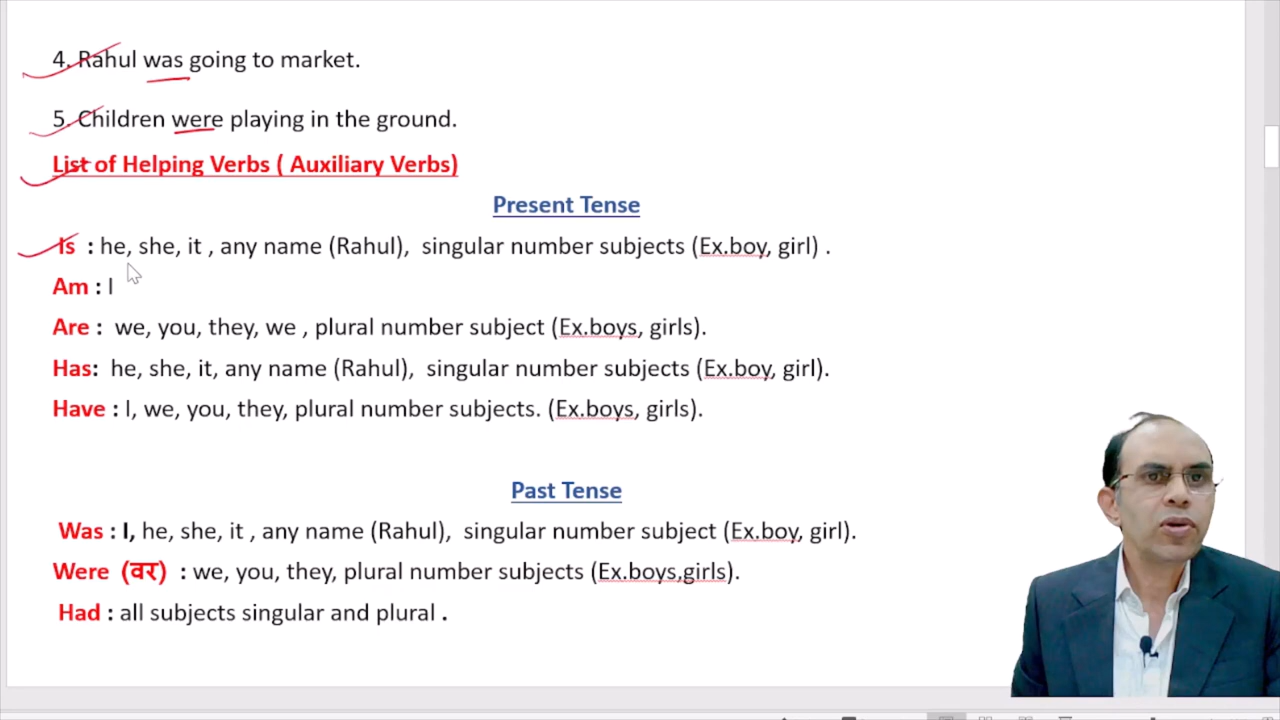 4. Rahul was going to market.
5. Children were playing in the ground.
List of Helping Verbs ( Auxiliary Verbs)
Present Tense
Is : he, she, it , any name (Rahul), singular number subjects (Ex.boy, girl) .
Am : I
Are : we, you, they, we , plural number subject (Ex.boys, girls).
Has: he, she, it, any name (Rahul), singular number subjects (Ex.boy, girl).
Have : I, we, you, they, plural number subjects. (Ex.boys, girls).
Past Tense
Was : I, he, she, it , any name (Rahul), singular number subject (Ex.boy, girl).
Were (वर) : we, you, they, plural number subjects (Ex.boys,girls).
Had : all subjects singular and plural .